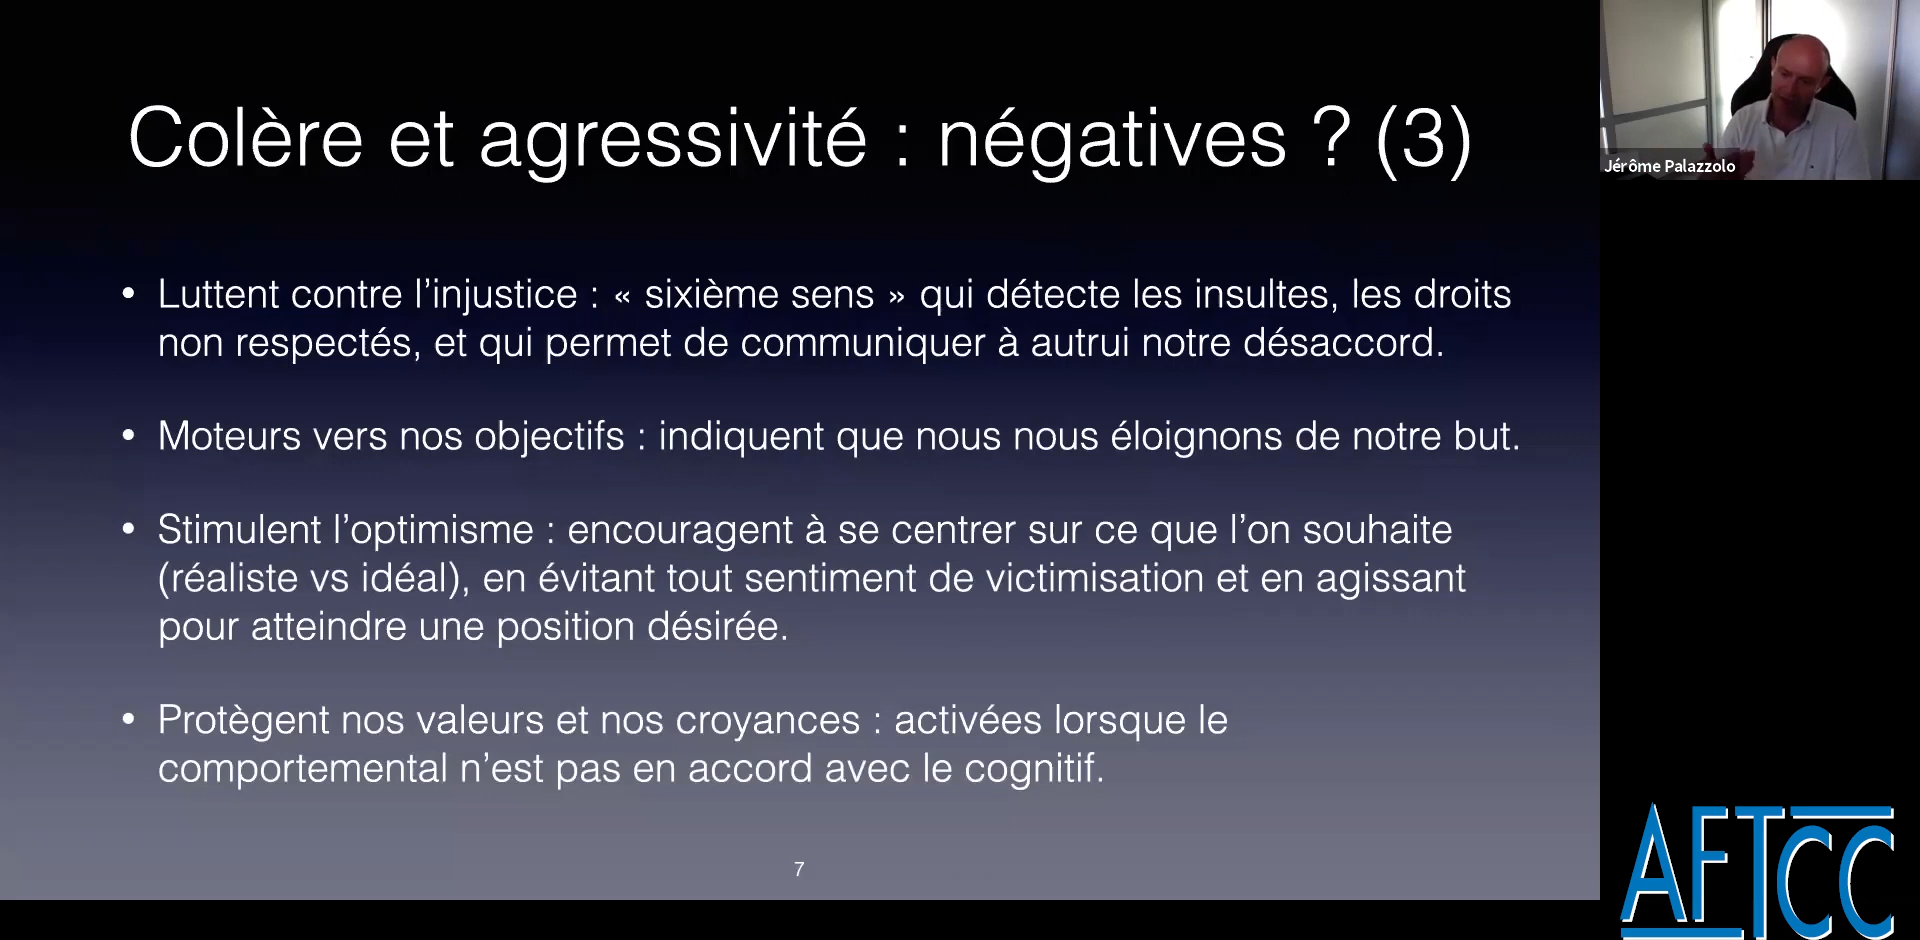 Colère et agressivité : négatives ? (3)
Jérôme Palazzolo
• Luttent contre l’injustice : « sixième sens » qui détecte les insultes, les droits
non respectés, et qui permet de communiquer à autrui notre désaccord.
• Moteurs vers nos objectifs : indiquent que nous nous éloignons de notre but.
• Stimulent l’optimisme : encouragent à se centrer sur ce que l’on souhaite
(réaliste vs idéal), en évitant tout sentiment de victimisation et en agissant
pour atteindre une position désirée.
• Protègent nos valeurs et nos croyances : activées lorsque le
comportemental n’est pas en accord avec le cognitif.
7
AFTCC